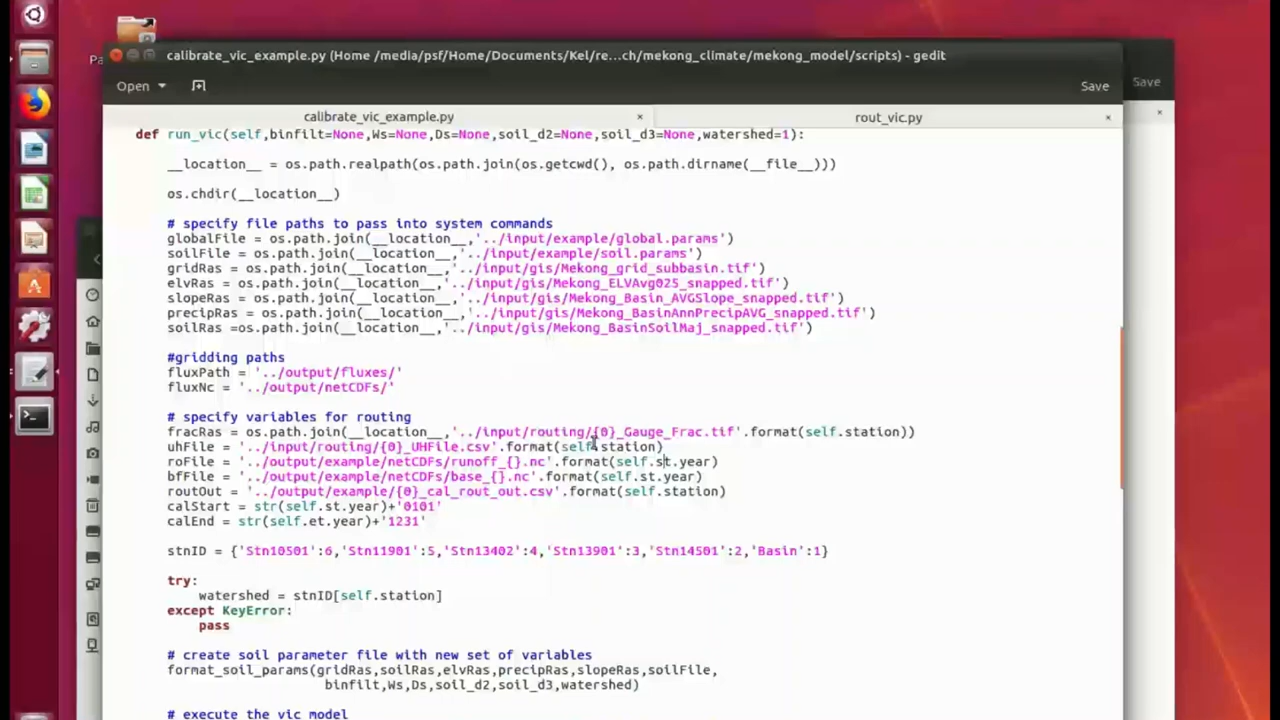 Pa
calibrate_vic_example.py (Home /media/psf/Home/Documents/Kel/re...ch/mekong_climate/mekong_model/scripts) - gedit
Open
Save
Save
calibrate_vic_example.py
rout_vic.py
def run_vic(self,binfilt=None,Ws=None,Ds=None,soil_d2=None,soil_d3=None,watershed=1):
__location__ = os.path.realpath(os.path.join(os.getcwd(), os.path.dirname(__file__)))
os.chdir(__location__)
# specify file paths to pass into system commands
globalFile = os.path.join(__location__,'../input/example/global.params')
soilFile = os.path.join(__location__,'../input/example/soil.params')
gridRas = os.path.join(__location__,'../input/gis/Mekong_grid_subbasin.tif')
elvRas = os.path.join(__location__,'../input/gis/Mekong_ELVAvg025_snapped.tif')
slopeRas = os.path.join(__location__,'../input/gis/Mekong_Basin_AVGSlope_snapped.tif')
precipRas = os.path.join(__location__,'../input/gis/Mekong_BasinAnnPrecipAVG_snapped.tif')
soilRas =os.path.join(__location__,'../input/gis/Mekong_BasinSoilMaj_snapped.tif')
#gridding paths
fluxPath = '../output/fluxes/'
fluxNc = '../output/netCDFs/'
# specify variables for routing
fracRas = os.path.join(__location__,'../input/routing/{0}_Gauge_Frac.tif'.format(self.station))
uhFile = '../input/routing/{0}_UHFile.csv'.format(self.station)
roFile = '../output/example/netCDFs/runoff_{}.nc'.format(self.st.year)
bfFile = '../output/example/netCDFs/base_{}.nc'.format(self.st.year)
routOut = '../output/example/{0}_cal_rout_out.csv'.format(self.station)
calStart = str(self.st.year)+'0101'
calEnd = str(self.et.year)+'1231'
stnID = {'Stn10501':6,'Stn11901':5,'Stn13402':4,'Stn13901':3,'Stn14501':2,'Basin':1}
try:
watershed = stnID[self.station]
except KeyError:
pass
# create soil parameter file with new set of variables
format_soil_params(gridRas,soilRas,elvRas,precipRas,slopeRas,soilFile,
binfilt,Ws,Ds,soil_d2,soil_d3,watershed)
# execute the vic model